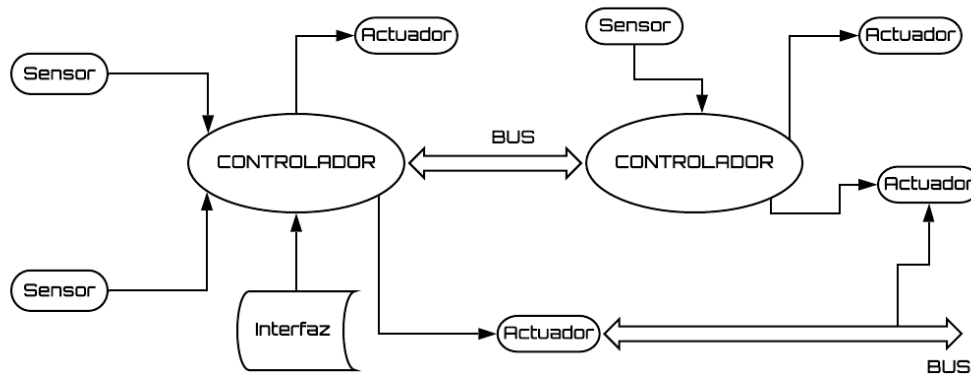 Actuador
Sensor
Actuador
Sensor
BUS
CONTROLADOR
CONTROLADOR
Actuador
Sensor
Interfaz
Actuador
BUS